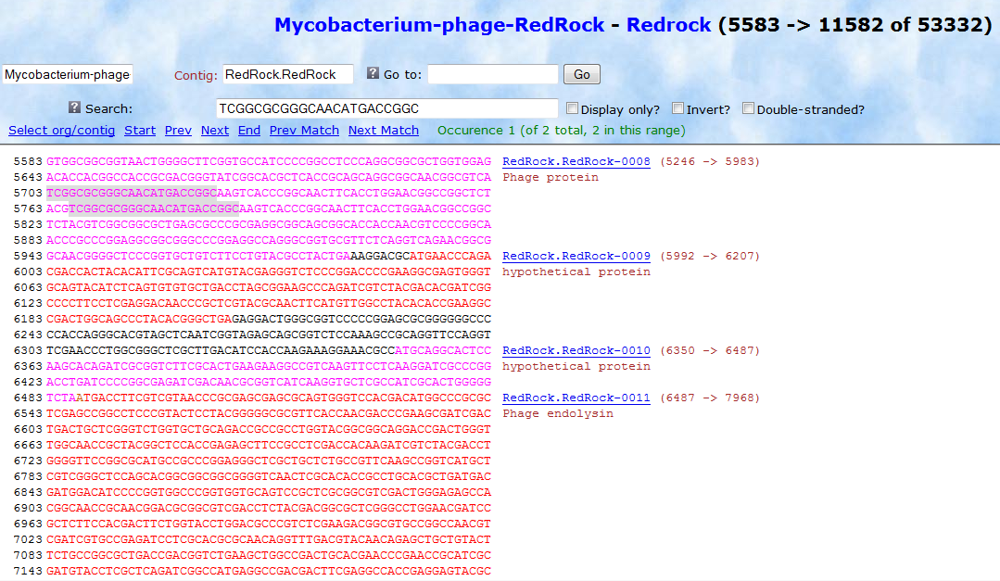 Mycobacterium-phage-RedRock - Redrock (5583 -> 11582 of 53332)
Mycobacterium-phage Contig: RedRock.RedRock ? Go to: Go
? Search: TCGGCGCGGGCAACATGACCGGC Display only? Invert? Double-stranded?
Select org/contig Start Prev Next End Prev Match Next Match Occurence 1 (of 2 total, 2 in this range)
5583 GTGGCGGCGGTAACTGGGGCTTCGGTGCCATCCCCGGCCTCCCAGGCGGCGCTGGTGGAG RedRock.RedRock-0008 (5246 -> 5983)
5643 ACACCACGGCCACCGCGACGGGTATCGGCACGCTCACCGCAGCAGGCGGCAACGGCGTCA Phage protein
5703 TCGGCGCGGGCAACATGACCGGCAAGTCACCCGGCAACTTCACCTGGAACGGCCGGCTCT
5763 ACGTCGGCGCGGGCAACATGACCGGCAAGTCACCCGGCAACTTCACCTGGAACGGCCGGC
5823 TCTACGTCGGCGGCGCTGAGCGCCCGCGAGGCGGCAGCGGCACCACCAACGTCCCCGGCA
5883 ACCCGCCCGGAGGCGGCGGGCCCGGAGGCCAGGGCGGTGCGTTCTCAGGTCAGAACGGCG
5943 GCAACGGGGCTCCCGGTGCTGTCTTCCTGTACGCCTACTGAAAGGACGCATGAACCCAGA RedRock.RedRock-0009 (5992 -> 6207)
6003 CGACCACTACACATTCGCAGTCATGTACGAGGGTCTCCCGGACCCCGAAGGCGAGTGGGT hypothetical protein
6063 GCAGTACATCTCAGTGTGTGCTGACCTAGCGGAAGCCCAGATCGTCTACGACACGATCGG
6123 CCCCTTCCTCGAGGACAACCCGCTCGTACGCAACTTCATGTTGGCCTACACACCGAAGGC
6183 CGACTGGCAGCCCTACACGGGCTGAGAGGACTGGGCGGTCCCCCGGAGCGCGGGGGGCCC
6243 CCACCAGGGCACGTAGCTCAATCGGTAGAGCAGCGGTCTCCAAAGCCGCAGGTTCCAGGT
6303 TCGAACCCTGGCGGGCTCGCTTGACATCCACCAAGAAAGGAAACGCCATGCAGGCACTCC RedRock.RedRock-0010 (6350 -> 6487)
6363 AAGCACAGATCGCGGTCTTCGCACTGAAGAAGGCCGTCAAGTTCCTCAAGGATCGCCCGG hypothetical protein
6423 ACCTGATCCCCGGCGAGATCGACAACGCGGTCATCAAGGTGCTCGCCATCGCACTGGGGG
6483 TCTAATGACCTTCGTCGTAACCCGCGAGCGAGCGCAGTGGGTCCACGACATGGCCCGCGC RedRock.RedRock-0011 (6487 -> 7968)
6543 TCGAGCCGGCCTCCCGTACTCCTACGGGGGCGCGTTCACCAACGACCCGAAGCGATCGAC Phage endolysin
6603 TGACTGCTCGGGTCTGGTGCTGCAGACCGCCGCCTGGTACGGCGGCAGGACCGACTGGGT
6663 TGGCAACCGCTACGGCTCCACCGAGAGCTTCCGCCTCGACCACAAGATCGTCTACGACCT
6723 GGGGTTCCGGCGCATGCCGCCCGGAGGGCTCGCTGCTCTGCCGTTCAAGCCGGTCATGCT
6783 CGTCGGGCTCCAGCACGGCGGCGGCGGGGTCAACTCGCACACCGCCTGCACGCTGATGAC
6843 GATGGACATCCCCGGTGGCCCGGTGGTGCAGTCCGCTCGCGGCGTCGACTGGGAGAGCCA
6903 CGGCAACCGCAACGGACGCGGCGTCGACCTCTACGACGGCGCTCGGGCCTGGAACGATCC
6963 GCTCTTCCACGACTTCTGGTACCTGGACGCCCGTCTCGAAGACGGCGTGCCGGCCAACGT
7023 CGATCGTGCCGAGATCCTCGCACGCGCAACAGGTTTGACGTACAACAGAGCTGCTGTACT
7083 TCTGCCGGCGCTGACCGACGGTCTGAAGCTGGCCGACTGCACGAACCCGAACCGCATCGC
7143 GATGTACCTCGCTCAGATCGGCCATGAGGCCGACGACTTCGAGGCCACCGAGGAGTACGC